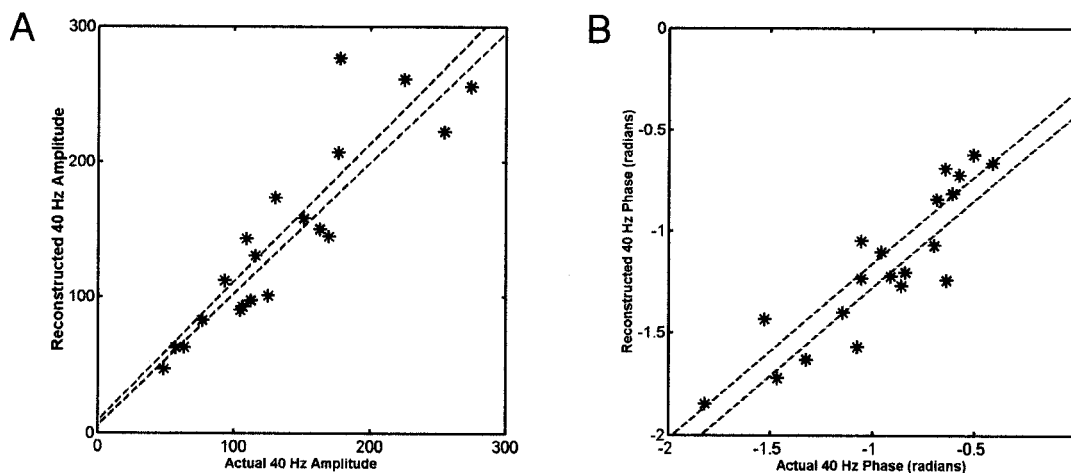 A
300
200
100
0
Reconstructed 40 Hz Amplitude
0 100 200 300
Actual 40 Hz Amplitude
B
0
-0.5
-1
-1.5
-2
Reconstructed 40 Hz Phase (radians)
-2 -1.5 -1 -0.5
Actual 40 Hz Phase (radians)